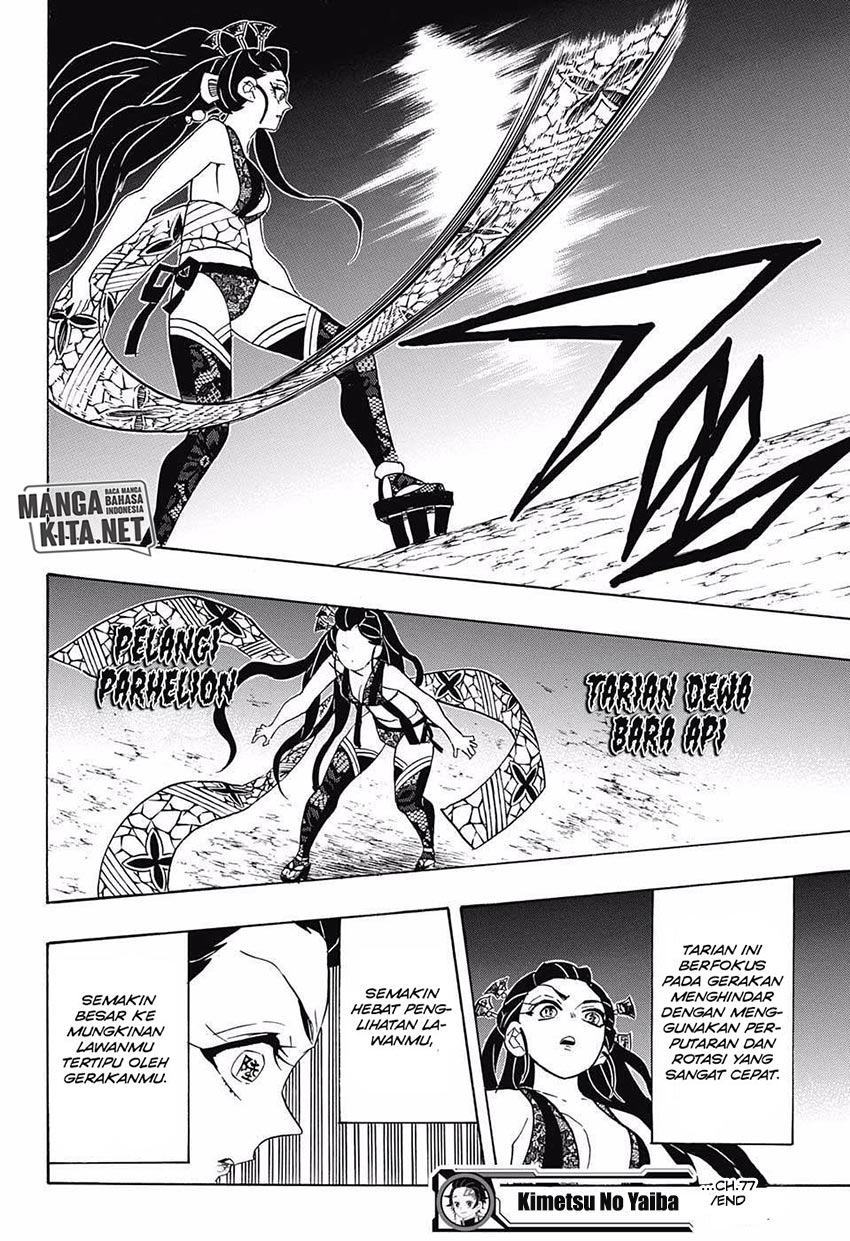 MANGA
KITA.NET
BACA MANGA
BAHASA
INDONESIA
TARIAN DEWA
BARA API
PELANGI
PARHELION
TARIAN INI
BERFOKUS
PADA GERAKAN
MENGHINDAR
DENGAN MENG-
GUNAKAN PER-
PUTARAN DAN
ROTASI YANG
SANGAT CEPAT.
SEMAKIN
HEBAT PENG-
LIHATAN LA-
WANMU,
SEMAKIN
BESAR KE
MUNGKINAN
LAWANMU
TERTIPU OLEH
GERAKANMU.
Kimetsu No Yaiba
...CH.77
/END